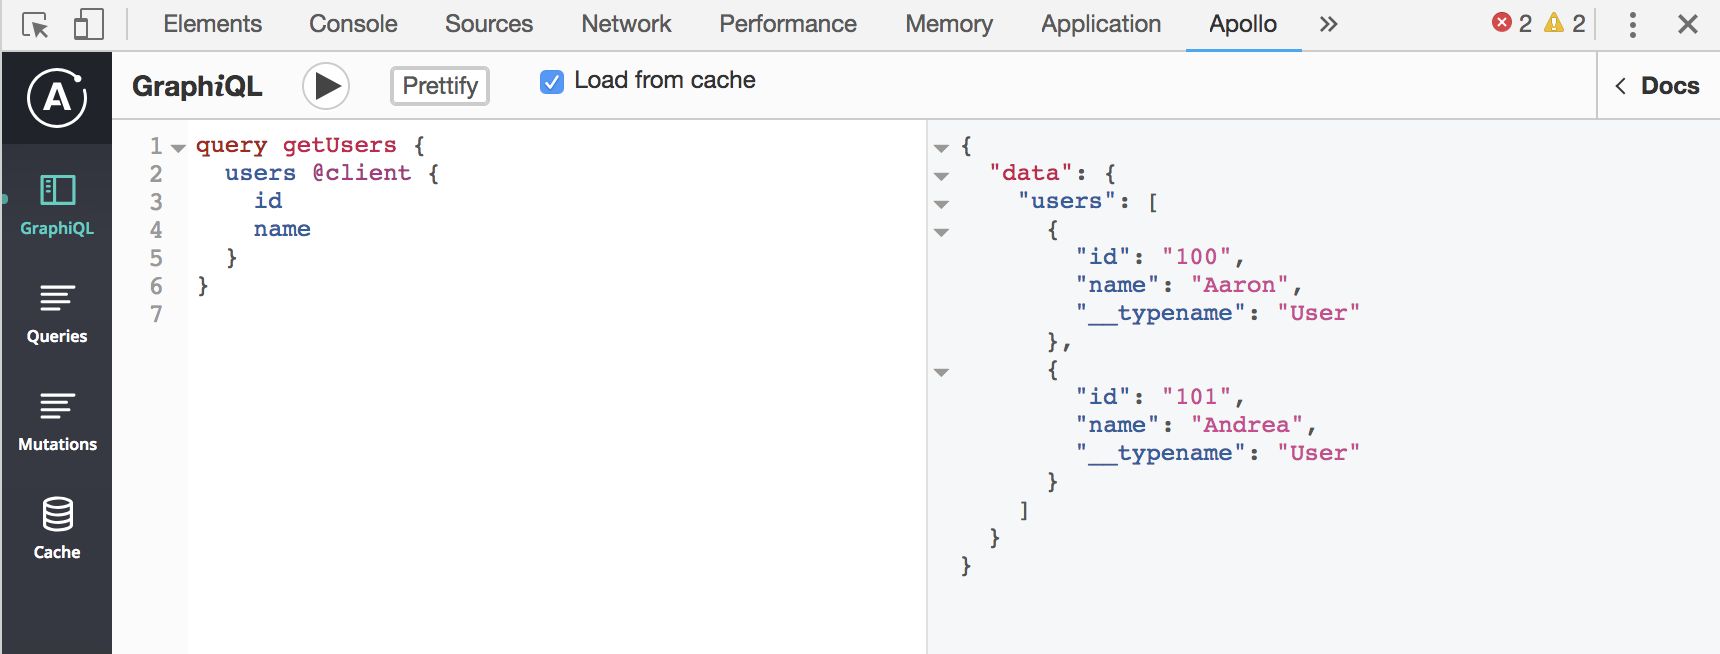 Elements Console Sources Network Performance Memory Application Apollo » 2 2
GraphiQL Prettify Load from cache < Docs
A
GraphiQL
Queries
Mutations
Cache
1 query getUsers {
2 users @client {
3 id
4 name
5 }
6 }
7
{
"data": {
"users": [
{
"id": "100",
"name": "Aaron",
"__typename": "User"
},
{
"id": "101",
"name": "Andrea",
"__typename": "User"
}
]
}
}